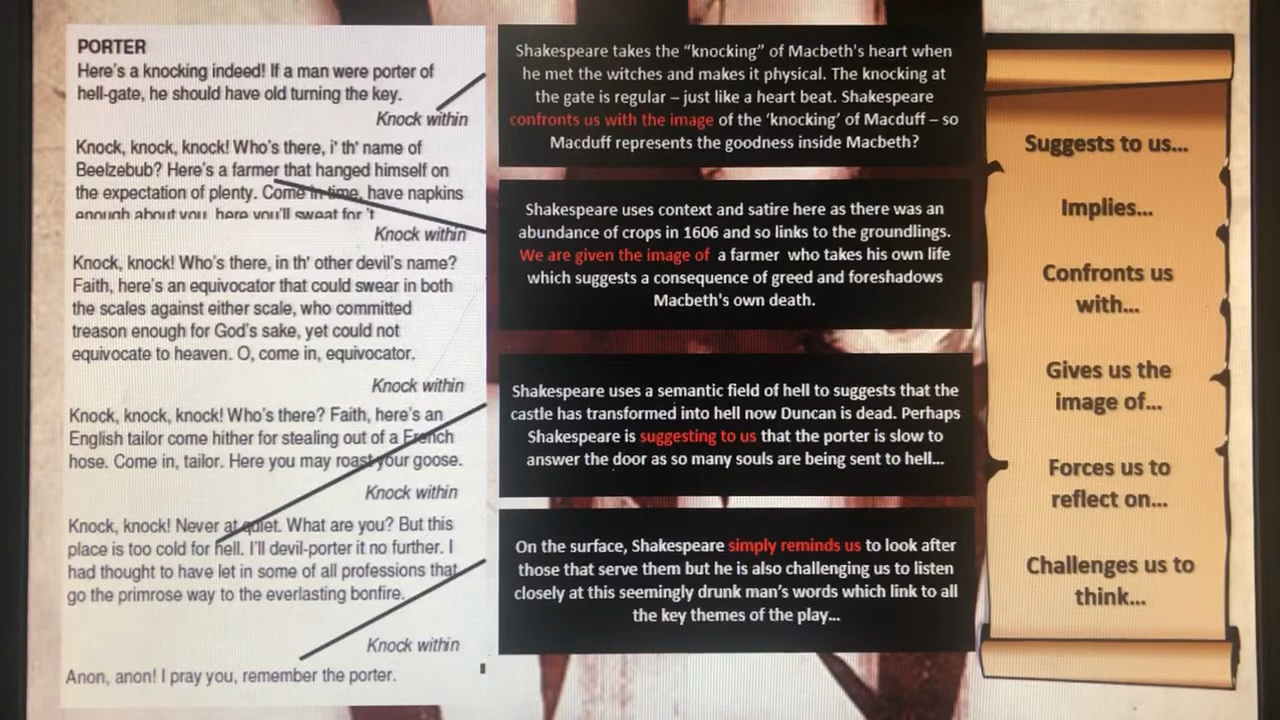 PORTER
Here's a knocking indeed! If a man were porter of
hell-gate, he should have old turning the key.
Knock within
Knock, knock, knock! Who's there, i' th' name of
Beelzebub? Here's a farmer that hanged himself on
the expectation of plenty. Come in time, have napkins
enough about you, here you'll sweat for 't
Knock within
Knock, knock! Who's there, in th' other devil's name?
Faith, here's an equivocator that could swear in both
the scales against either scale, who committed
treason enough for God's sake, yet could not
equivocate to heaven. O, come in, equivocator.
Knock within
Knock, knock, knock! Who's there? Faith, here's an
English tailor come hither for stealing out of a French
hose. Come in, tailor. Here you may roast your goose.
Knock within
Knock, knock! Never at quiet. What are you? But this
place is too cold for hell. I'll devil-porter it no further. I
had thought to have let in some of all professions that
go the primrose way to the everlasting bonfire.
Knock within
Anon, anon! I pray you, remember the porter.
Shakespeare takes the "knocking" of Macbeth's heart when
he met the witches and makes it physical. The knocking at
the gate is regular – just like a heart beat. Shakespeare
confronts us with the image of the 'knocking' of Macduff – so
Macduff represents the goodness inside Macbeth?
Shakespeare uses context and satire here as there was an
abundance of crops in 1606 and so links to the groundlings.
We are given the image of a farmer who takes his own life
which suggests a consequence of greed and foreshadows
Macbeth's own death.
Shakespeare uses a semantic field of hell to suggests that the
castle has transformed into hell now Duncan is dead. Perhaps
Shakespeare is suggesting to us that the porter is slow to
answer the door as so many souls are being sent to hell...
On the surface, Shakespeare simply reminds us to look after
those that serve them but he is also challenging us to listen
closely at this seemingly drunk man's words which link to all
the key themes of the play...
Suggests to us...
Implies...
Confronts us
with...
Gives us the
image of...
Forces us to
reflect on...
Challenges us to
think...